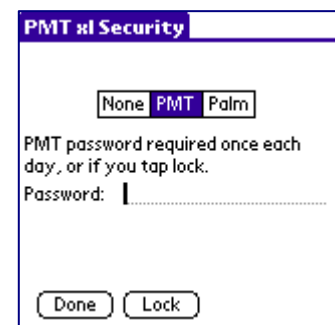 PMT xl Security
None PMT Palm
PMT password required once each
day, or if you tap lock.
Password:
Done Lock